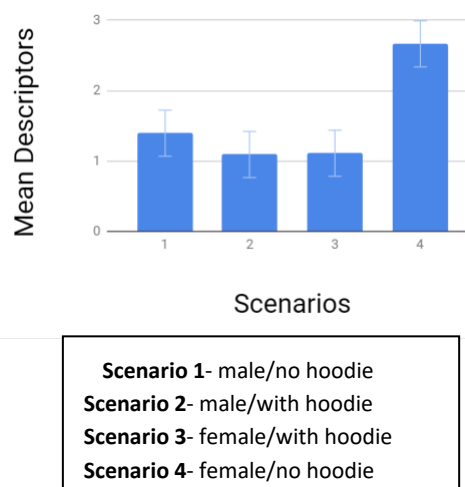 3
2
1
0
Mean Descriptors
1 2 3 4
Scenarios
Scenario 1- male/no hoodie
Scenario 2- male/with hoodie
Scenario 3- female/with hoodie
Scenario 4- female/no hoodie